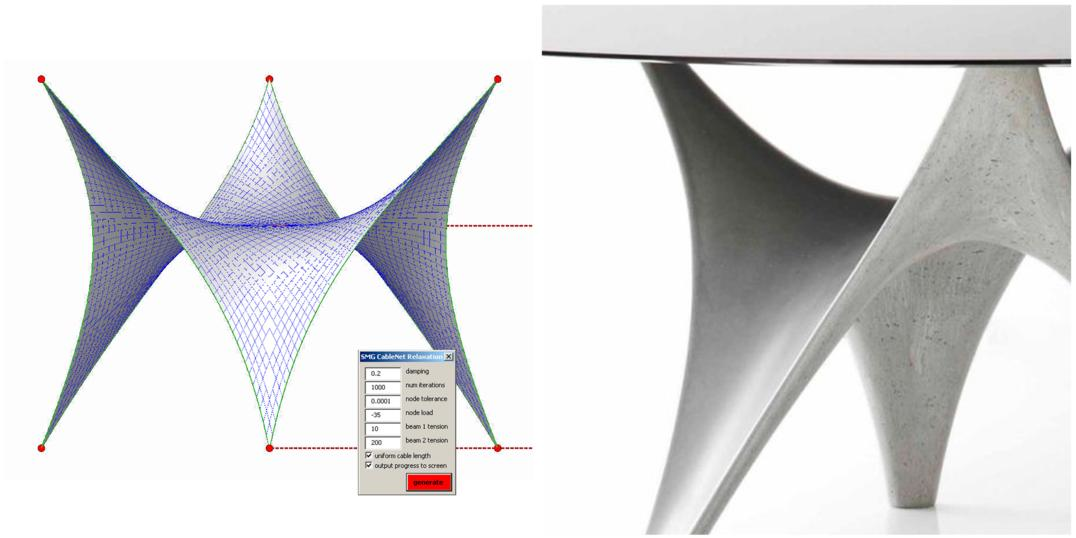 SMG CableNet Relaxation
0.2 damping
1000 num iterations
0.0001 node tolerance
-35 node load
10 beam 1 tension
200 beam 2 tension
uniform cable length
output progress to screen
generate